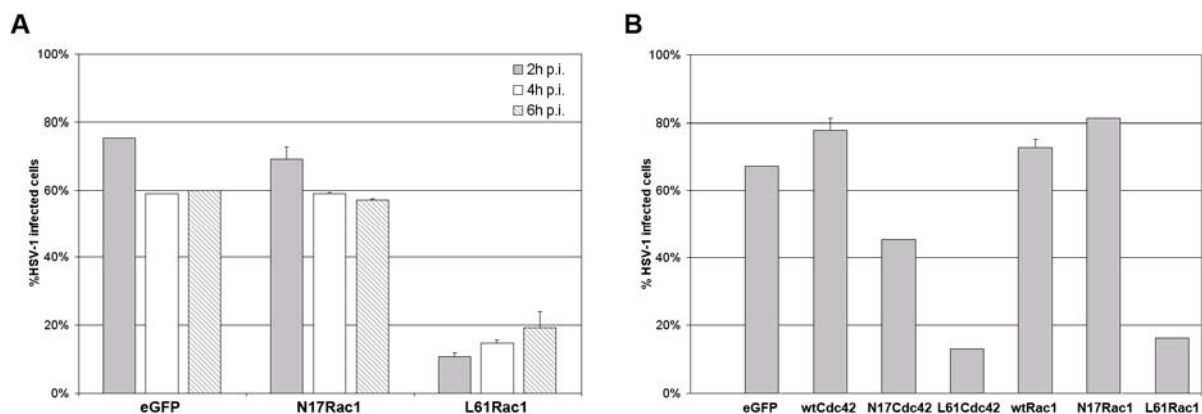 A
100%
80%
60%
40%
20%
0%
%HSV-1 infected cells
2h p.i.
4h p.i.
6h p.i.
eGFP
N17Rac1
L61Rac1
B
100%
80%
60%
40%
20%
0%
% HSV-1 infected cells
eGFP wtCdc42 N17Cdc42 L61Cdc42 wtRac1 N17Rac1 L61Rac1